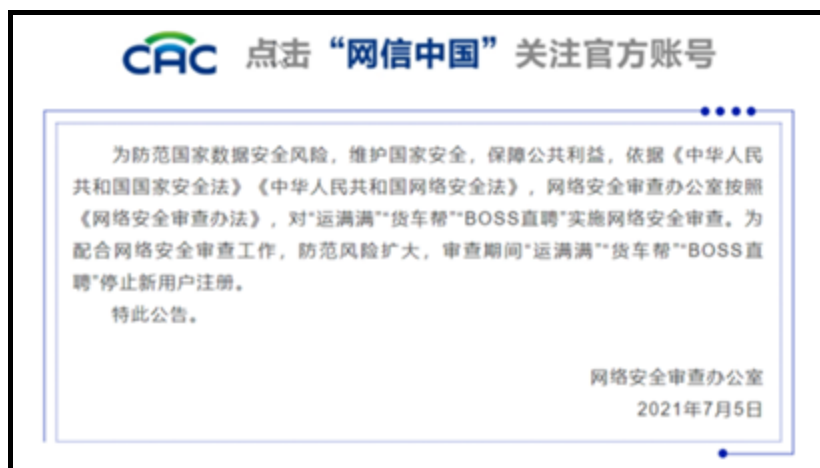 CAC 点击“网信中国”关注官方账号
为防范国家数据安全风险，维护国家安全，保障公共利益，依据《中华人民
共和国国家安全法》《中华人民共和国网络安全法》，网络安全审查办公室按照
《网络安全审查办法》，对“运满满”“货车帮”“BOSS直聘”实施网络安全审查。为
配合网络安全审查工作，防范风险扩大，审查期间“运满满”“货车帮”“BOSS直
聘”停止新用户注册。
特此公告。
网络安全审查办公室
2021年7月5日